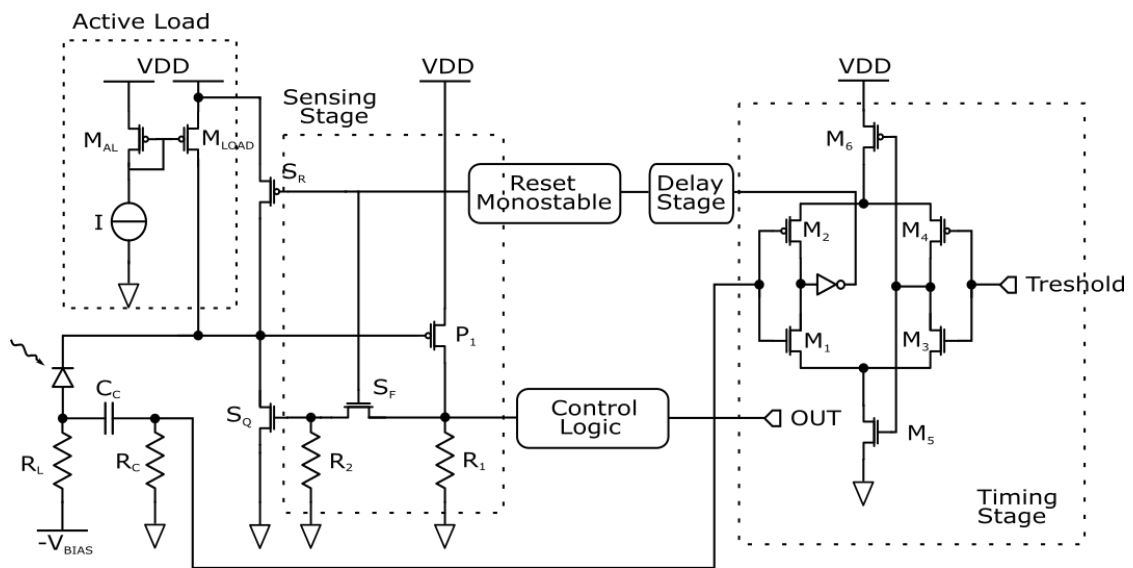 Active Load
VDD
VDD
VDD
Sensing
Stage
M_AL
M_LOAD
M_6
S_R
Reset
Monostable
Delay
Stage
I
M_2
M_4
Treshold
P_1
M_1
M_3
C_C
S_F
S_Q
Control
Logic
OUT
M_5
R_L
R_C
R_2
R_1
Timing
Stage
-V_BIAS